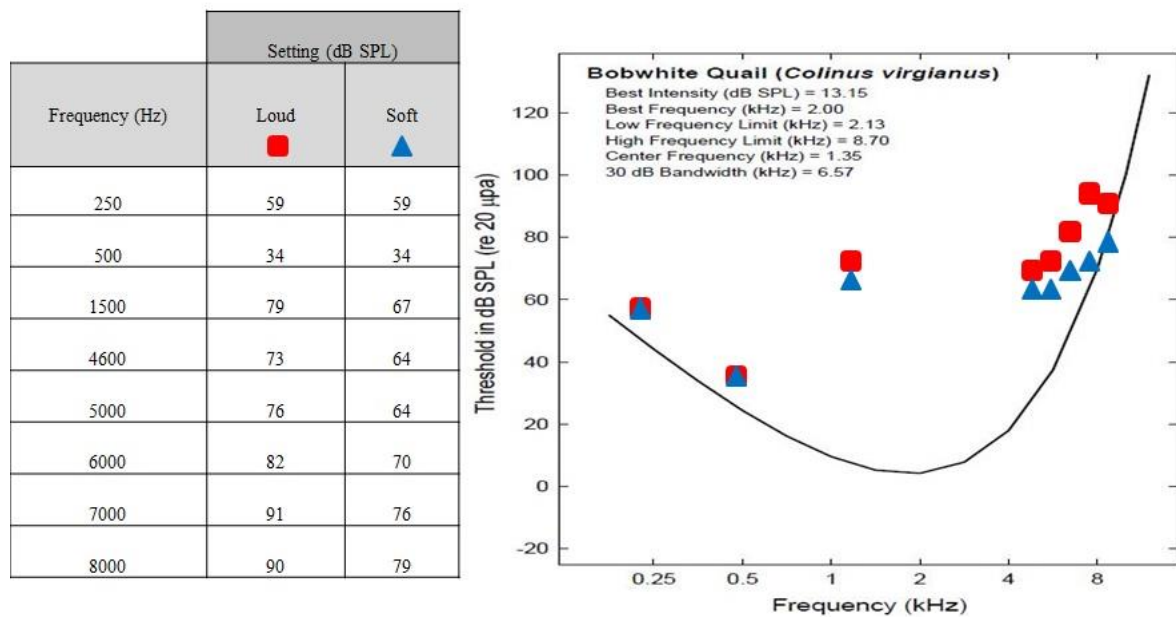 Setting (dB SPL)
Frequency (Hz) Loud Soft
250 59 59
500 34 34
1500 79 67
4600 73 64
5000 76 64
6000 82 70
7000 91 76
8000 90 79
Bobwhite Quail (Colinus virgianus)
Best Intensity (dB SPL) = 13.15
Best Frequency (kHz) = 2.00
Low Frequency Limit (kHz) = 2.13
High Frequency Limit (kHz) = 8.70
Center Frequency (kHz) = 1.35
30 dB Bandwidth (kHz) = 6.57
Threshold in dB SPL (re 20 µpa)
120
100
80
60
40
20
0
-20
0.25 0.5 1 2 4 8
Frequency (kHz)